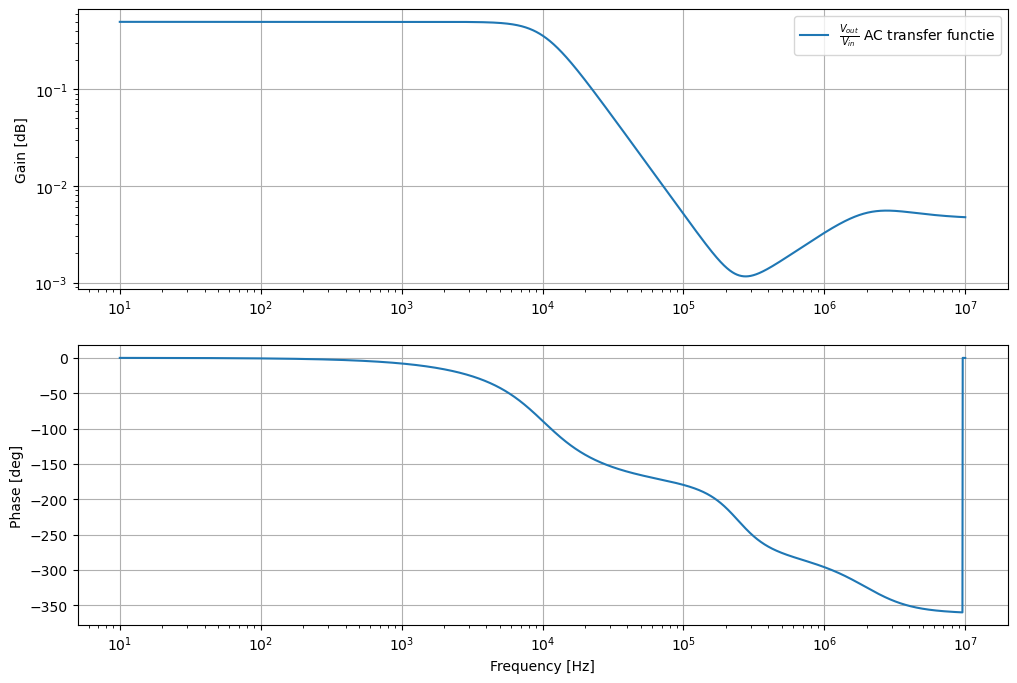 V_out/V_in AC transfer functie
Gain [dB]
10^-1
10^-2
10^-3
10^1 10^2 10^3 10^4 10^5 10^6 10^7
Phase [deg]
0
−50
−100
−150
−200
−250
−300
−350
10^1 10^2 10^3 10^4 10^5 10^6 10^7
Frequency [Hz]